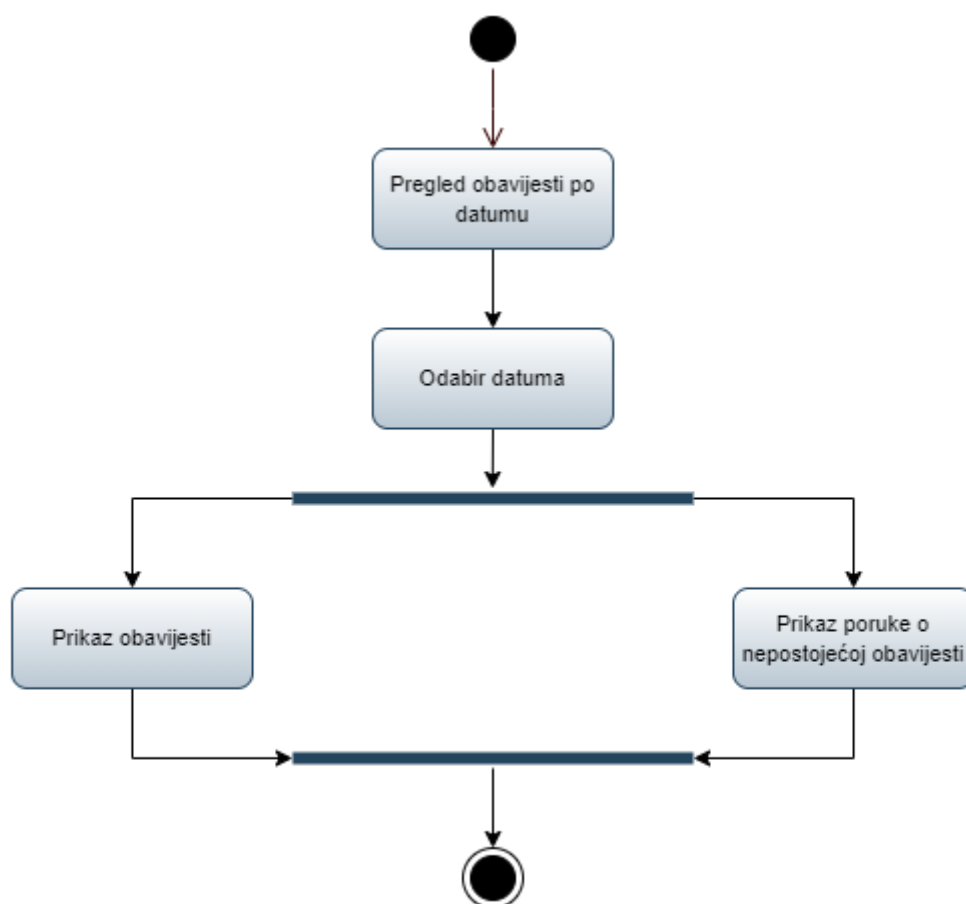 Pregled obavijesti po
datumu
Odabir datuma
Prikaz obavijesti
Prikaz poruke o
nepostojećoj obavijesti